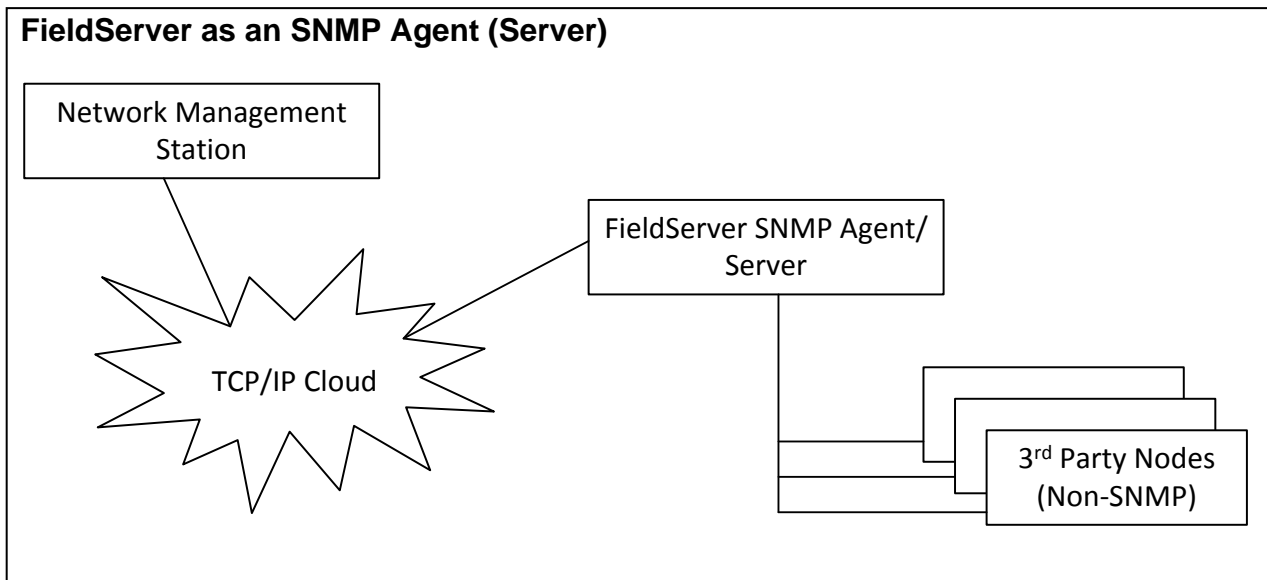 FieldServer as an SNMP Agent (Server)
Network Management
Station
FieldServer SNMP Agent/
Server
TCP/IP Cloud
3rd Party Nodes
(Non-SNMP)